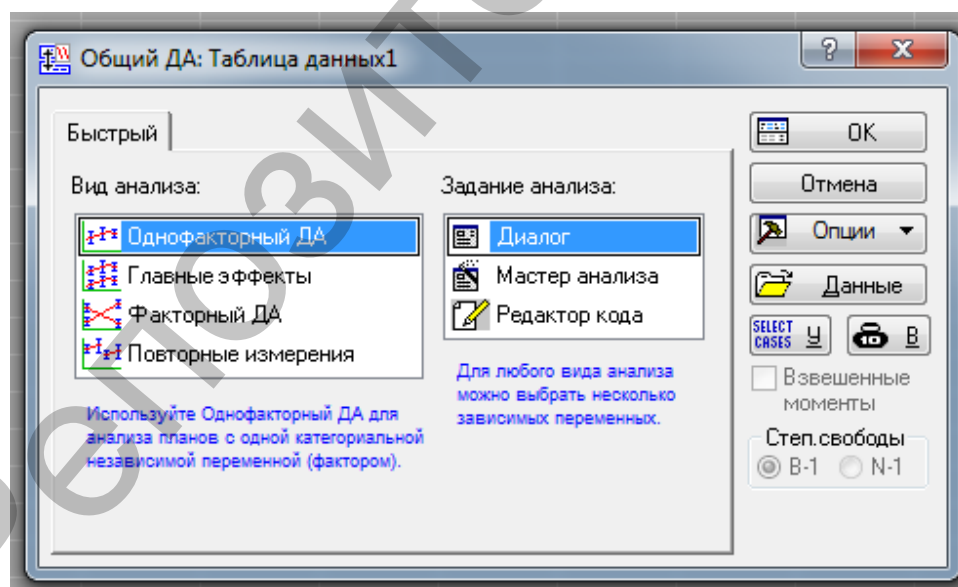 Общий ДА: Таблица данных1
Быстрый
Вид анализа:
Однофакторный ДА
Главные эффекты
Факторный ДА
Повторные измерения
Используйте Однофакторный ДА для
анализа планов с одной категориальной
независимой переменной (фактором).
Задание анализа:
Диалог
Мастер анализа
Редактор кода
Для любого вида анализа
можно выбрать несколько
зависимых переменных.
?
X
ОК
Отмена
Опции
Данные
SELECT CASES У
В
Взвешенные
моменты
Степ.свободы
В-1 N-1